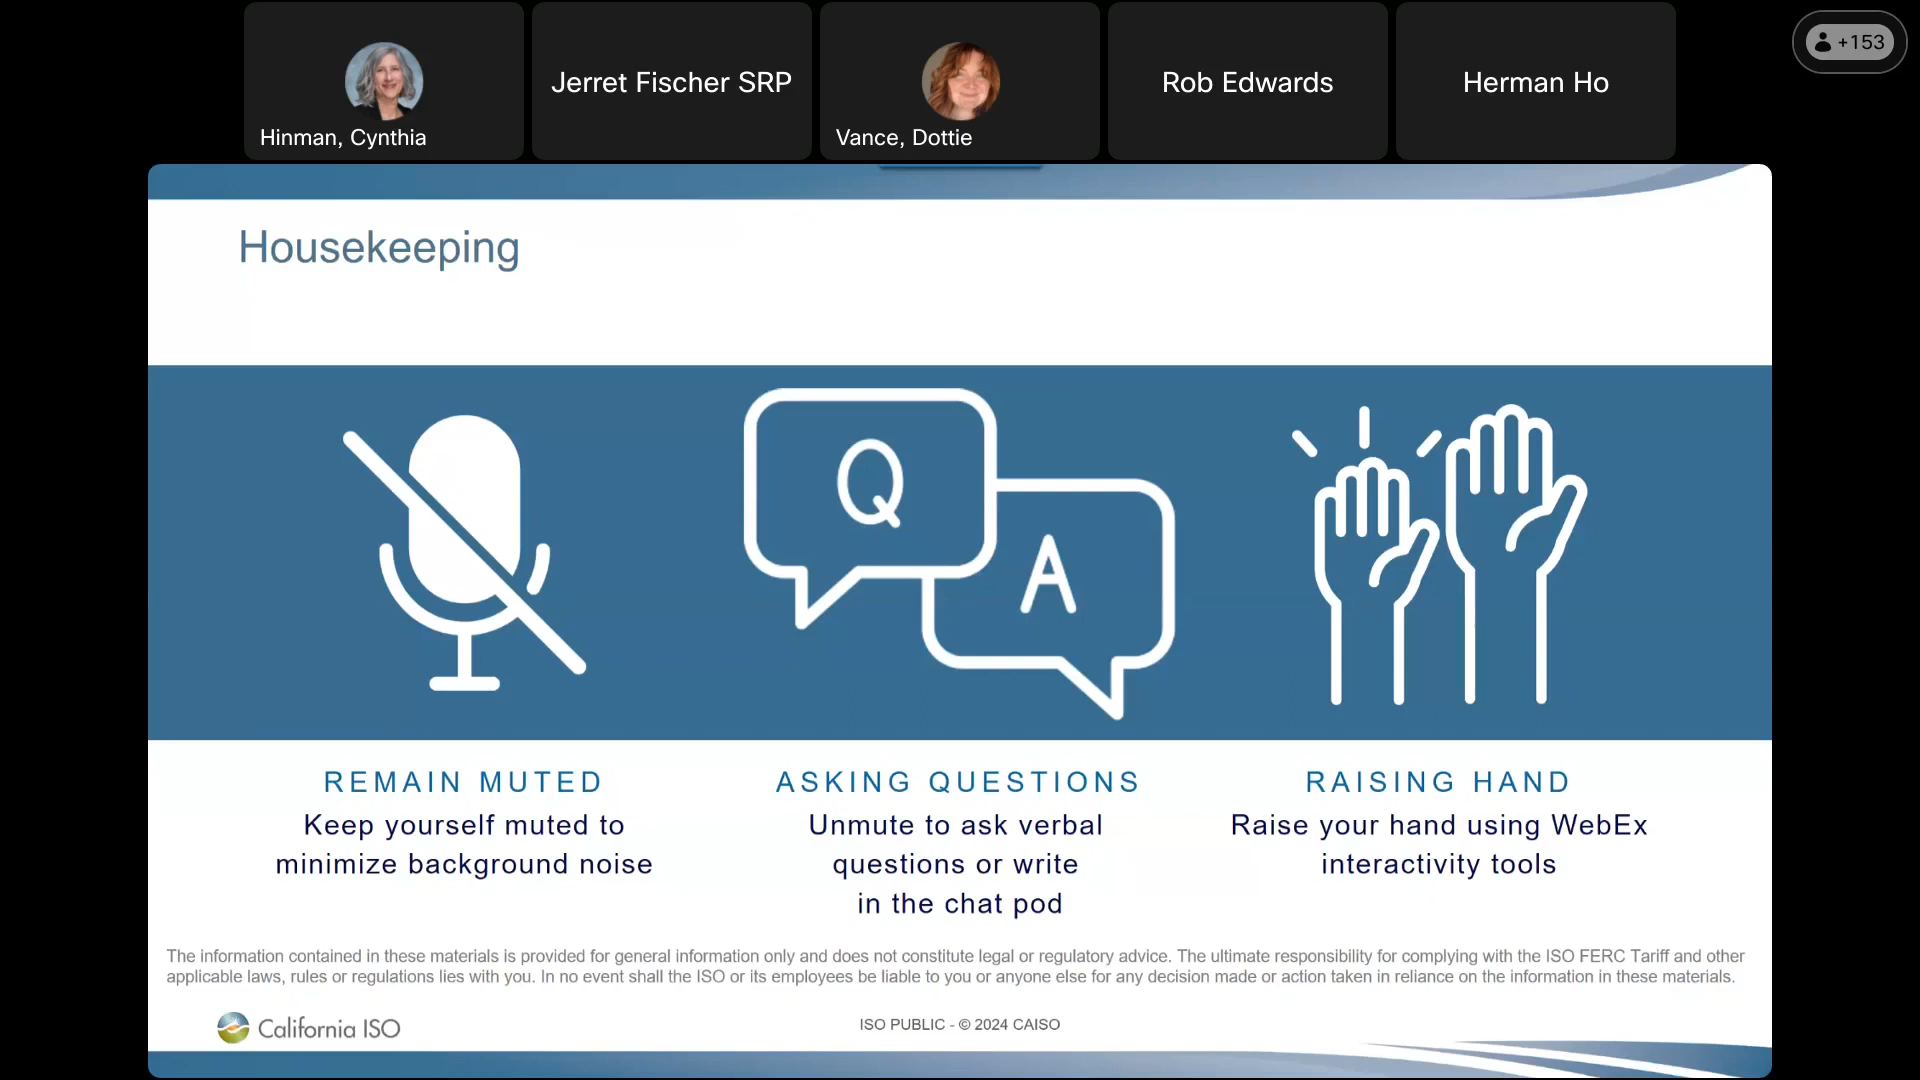 Hinman, Cynthia
Jerret Fischer SRP
Vance, Dottie
Rob Edwards
Herman Ho
+153
Housekeeping
Q
A
REMAIN MUTED
Keep yourself muted to
minimize background noise
ASKING QUESTIONS
Unmute to ask verbal
questions or write
in the chat pod
RAISING HAND
Raise your hand using WebEx
interactivity tools
The information contained in these materials is provided for general information only and does not constitute legal or regulatory advice. The ultimate responsibility for complying with the ISO FERC Tariff and other
applicable laws, rules or regulations lies with you. In no event shall the ISO or its employees be liable to you or anyone else for any decision made or action taken in reliance on the information in these materials.
California ISO
ISO PUBLIC - © 2024 CAISO